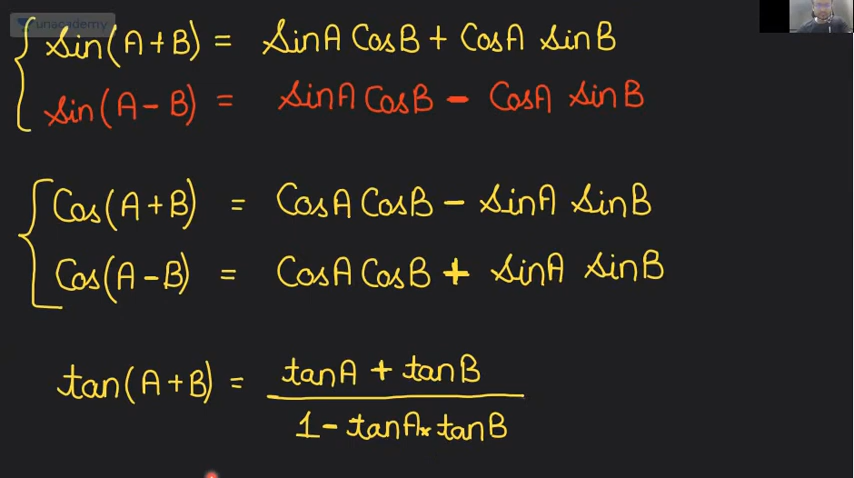 unacademy
sin(A+B) = sinA CosB + CosA sinB
sin(A-B) = sinA CosB - CosA sinB
Cos(A+B) = CosA CosB - sinA sinB
Cos(A-B) = CosA CosB + sinA sinB
tan(A+B) = tanA + tanB
1 - tanA × tanB